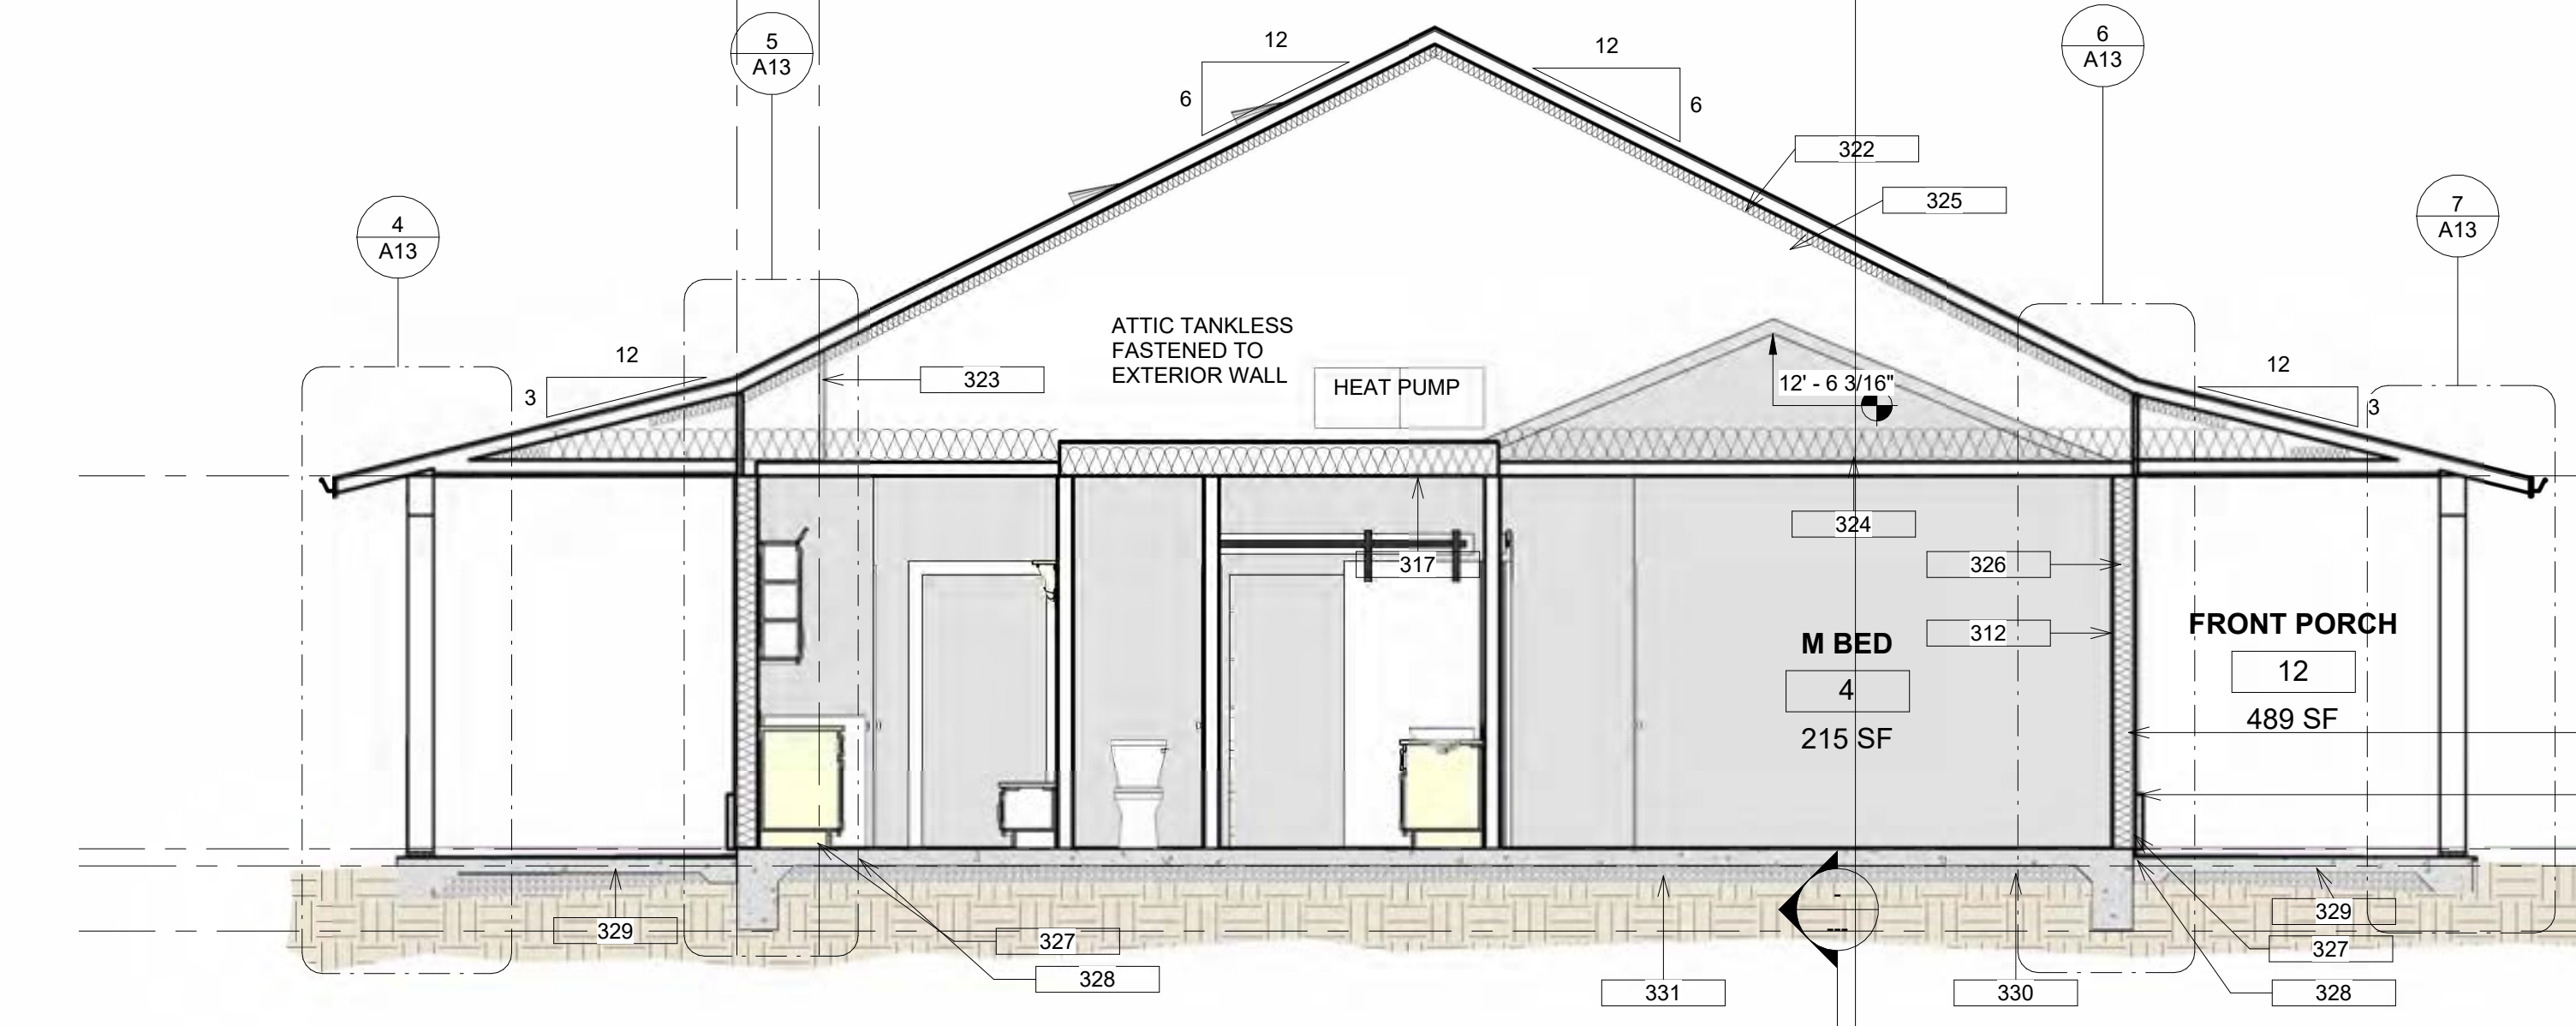 5
A13
12
6
12
6
6
A13
322
325
4
A13
7
A13
12
3
323
ATTIC TANKLESS
FASTENED TO
EXTERIOR WALL
HEAT PUMP
12' - 6 3/16"
12
3
324
317
326
312
M BED
4
215 SF
FRONT PORCH
12
489 SF
329
327
328
331
330
-
---
329
327
328